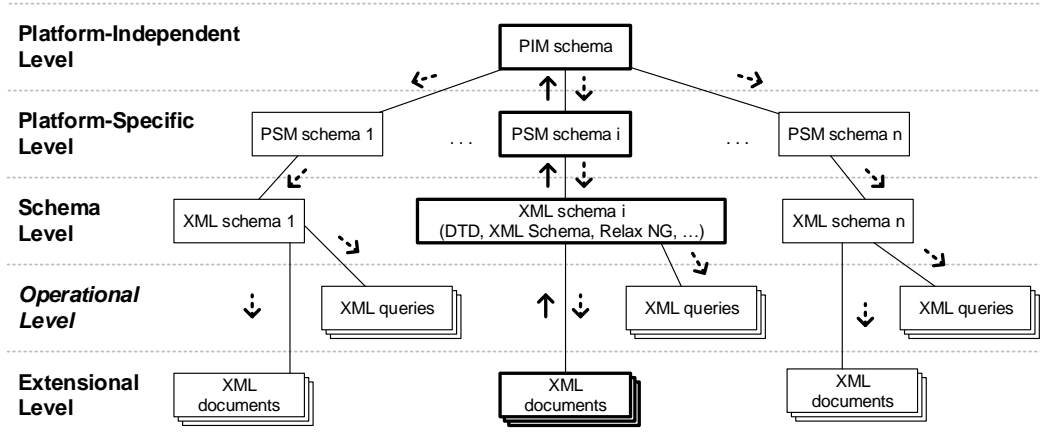 Platform-Independent
Level
PIM schema
Platform-Specific
Level
PSM schema 1
. . .
PSM schema i
. . .
PSM schema n
Schema
Level
XML schema 1
XML schema i
(DTD, XML Schema, Relax NG, …)
XML schema n
Operational
Level
XML queries
XML queries
XML queries
Extensional
Level
XML
documents
XML
documents
XML
documents